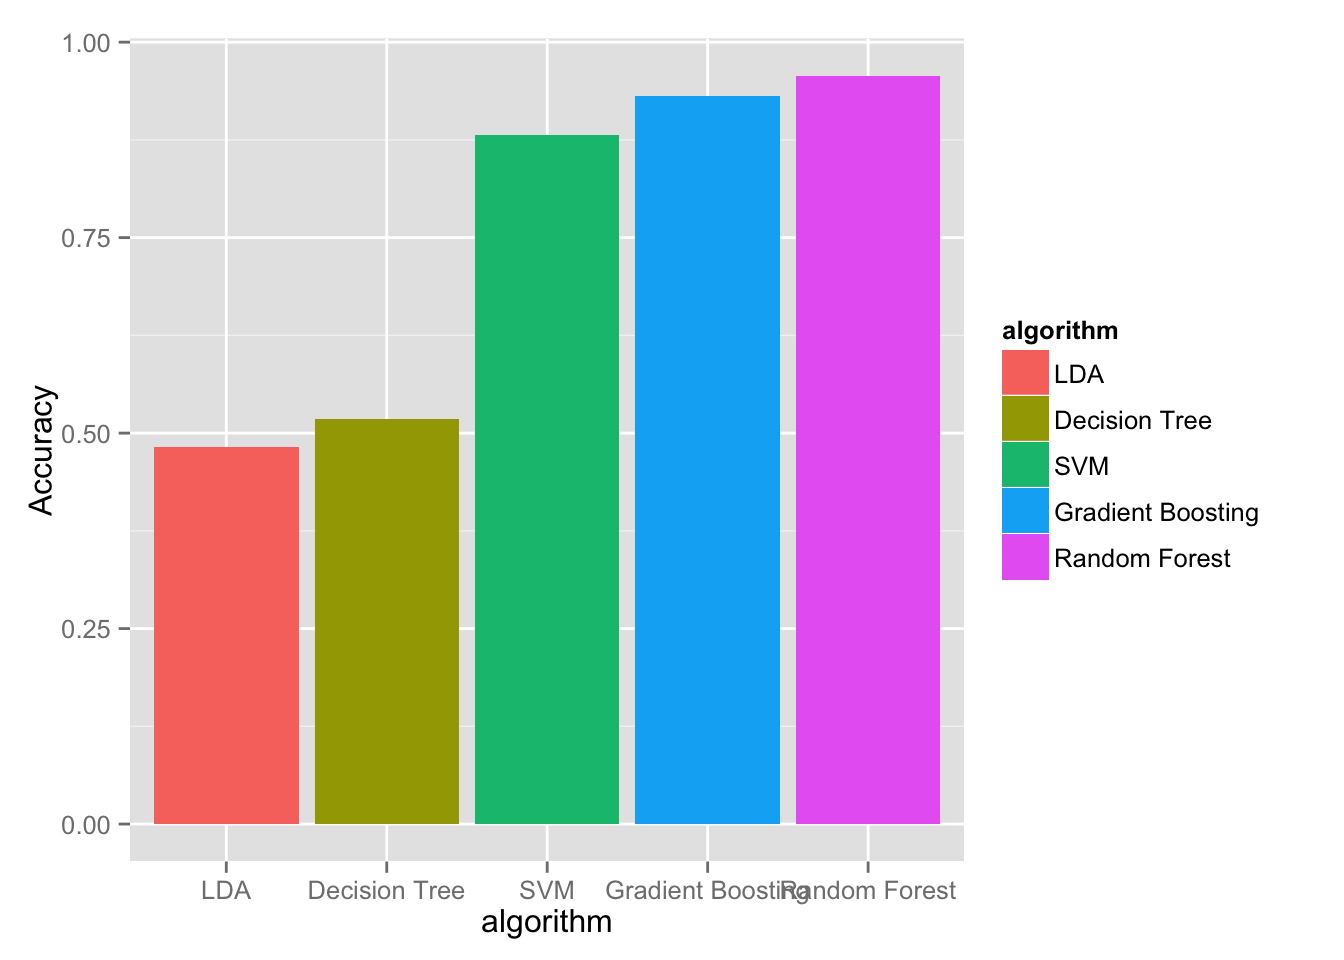 1.00
0.75
0.50
0.25
0.00
Accuracy
LDA Decision Tree SVM Gradient Boosting Random Forest
algorithm
algorithm
LDA
Decision Tree
SVM
Gradient Boosting
Random Forest